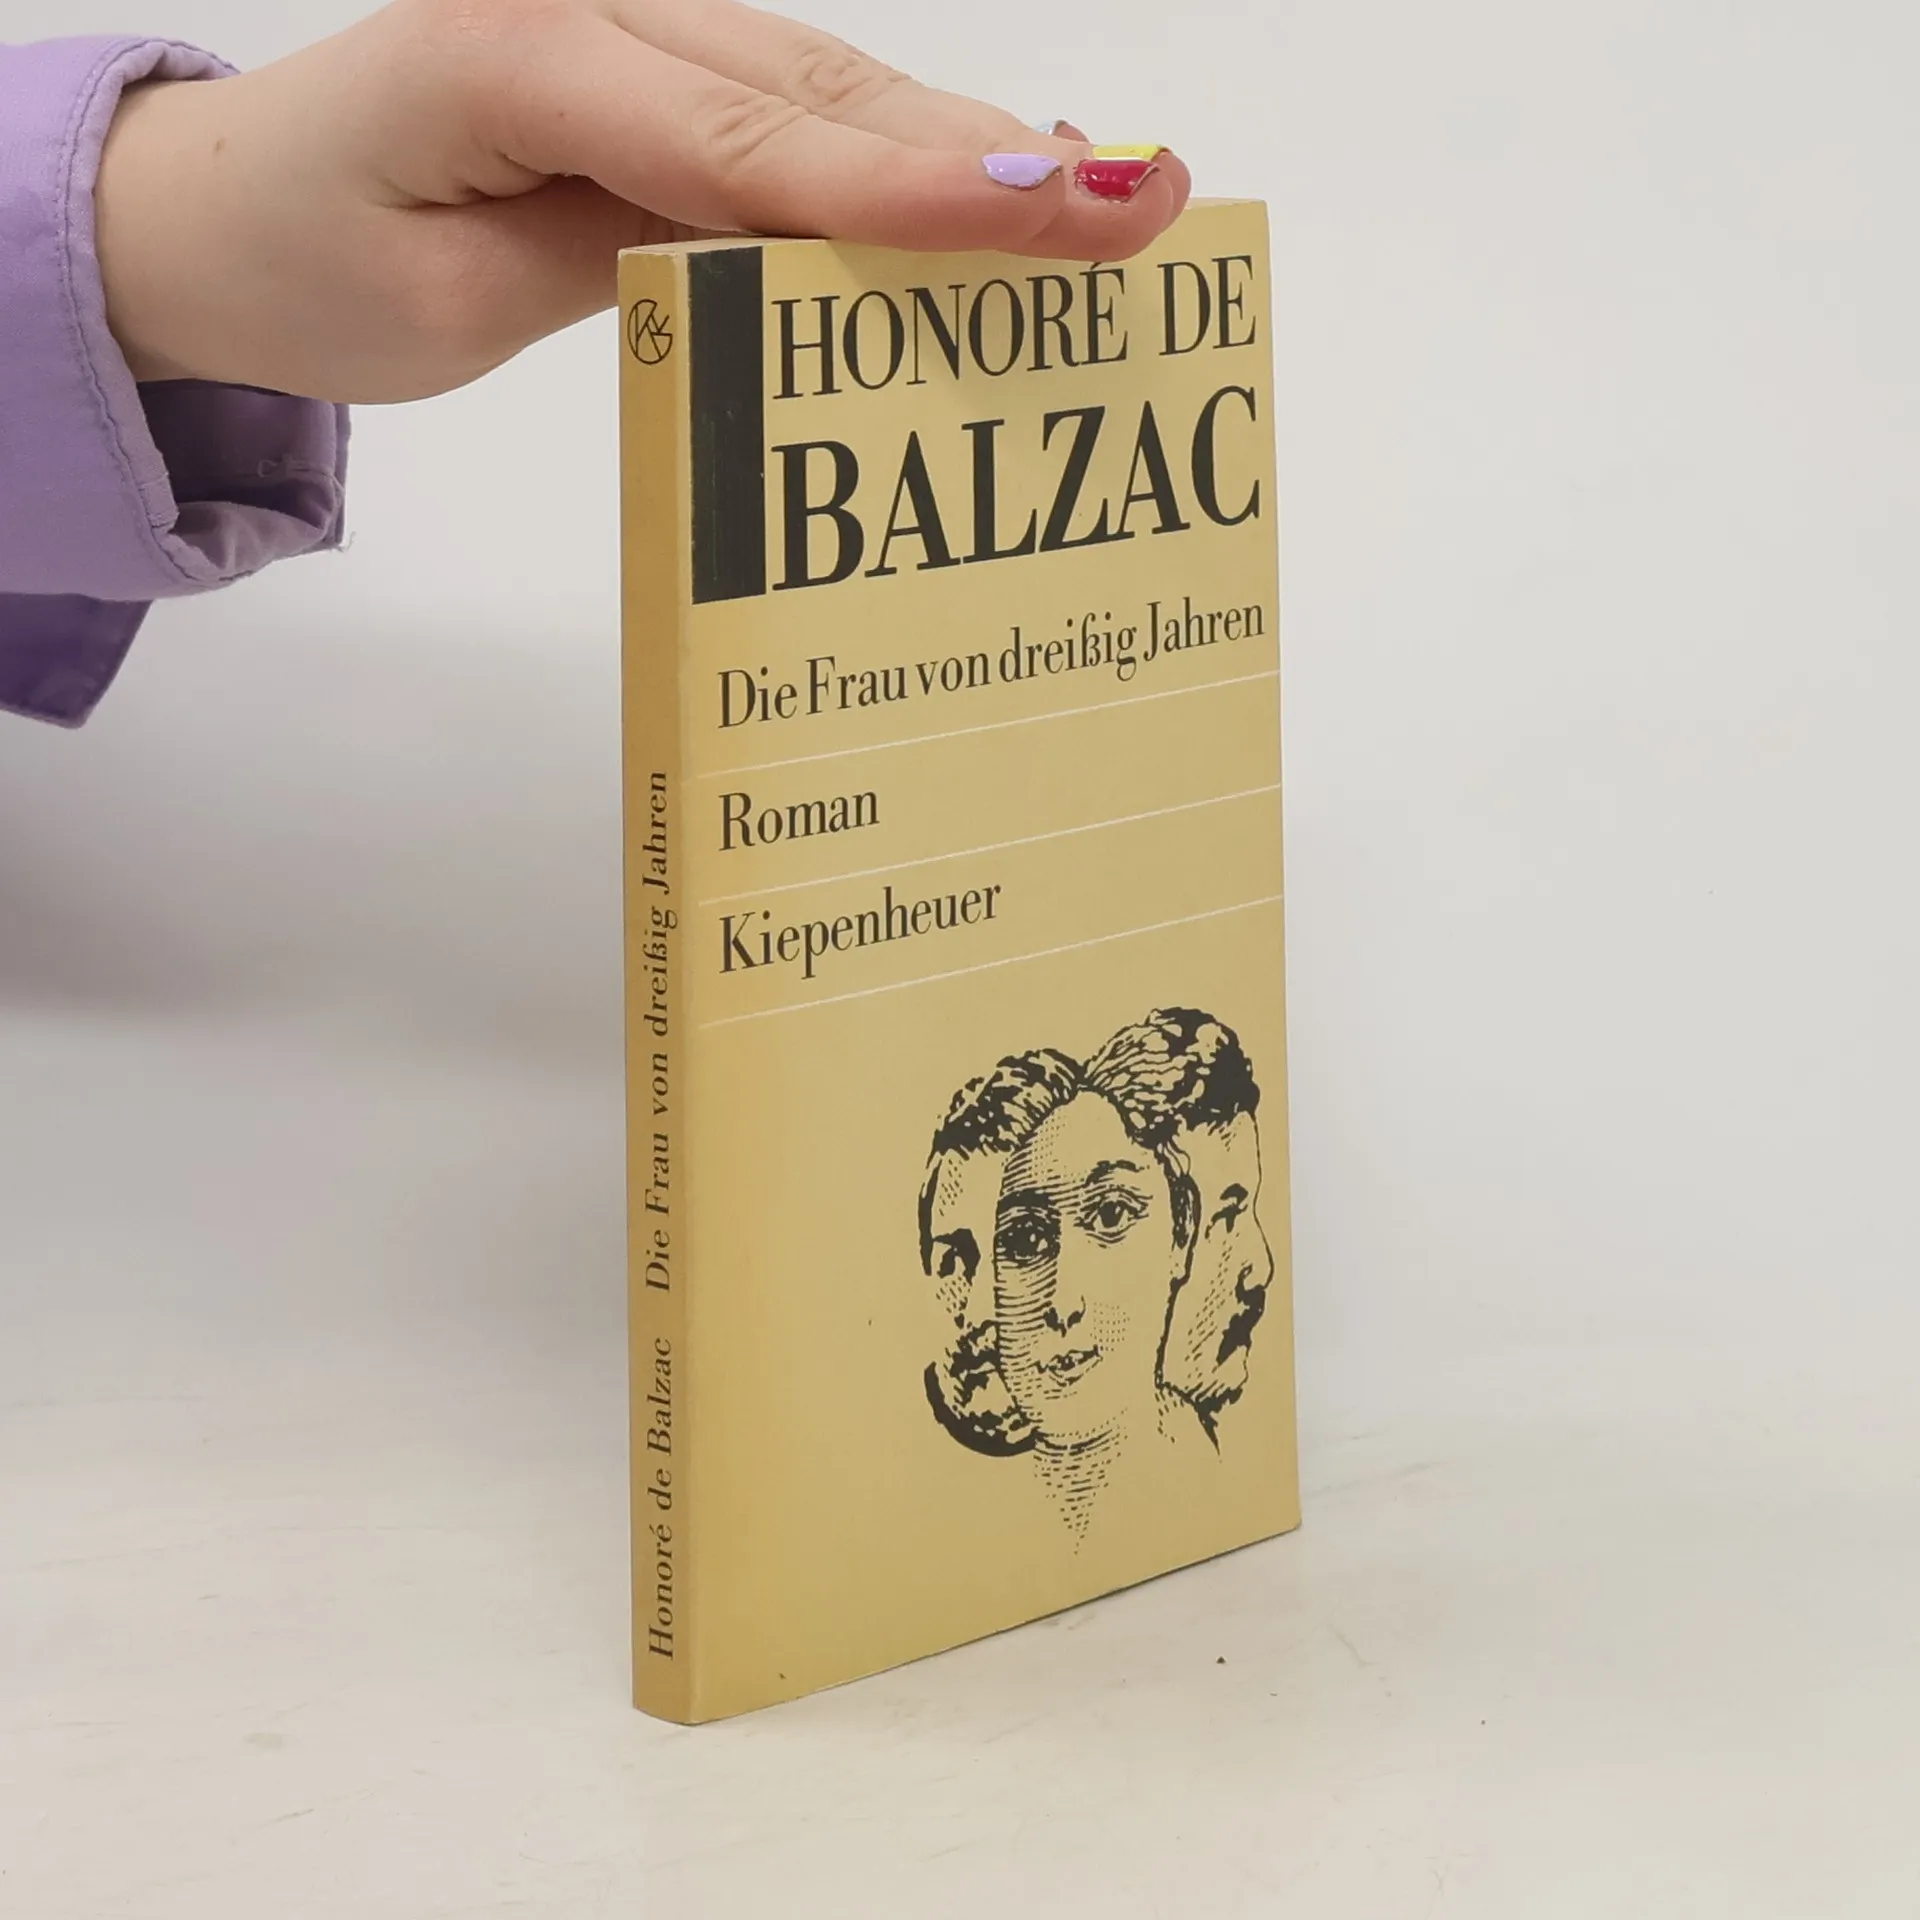 HONORÉ DE
BALZAC
Die Frau von dreißig Jahren
Roman
Kiepenheuer
Honoré de Balzac Die Frau von dreißig Jahren